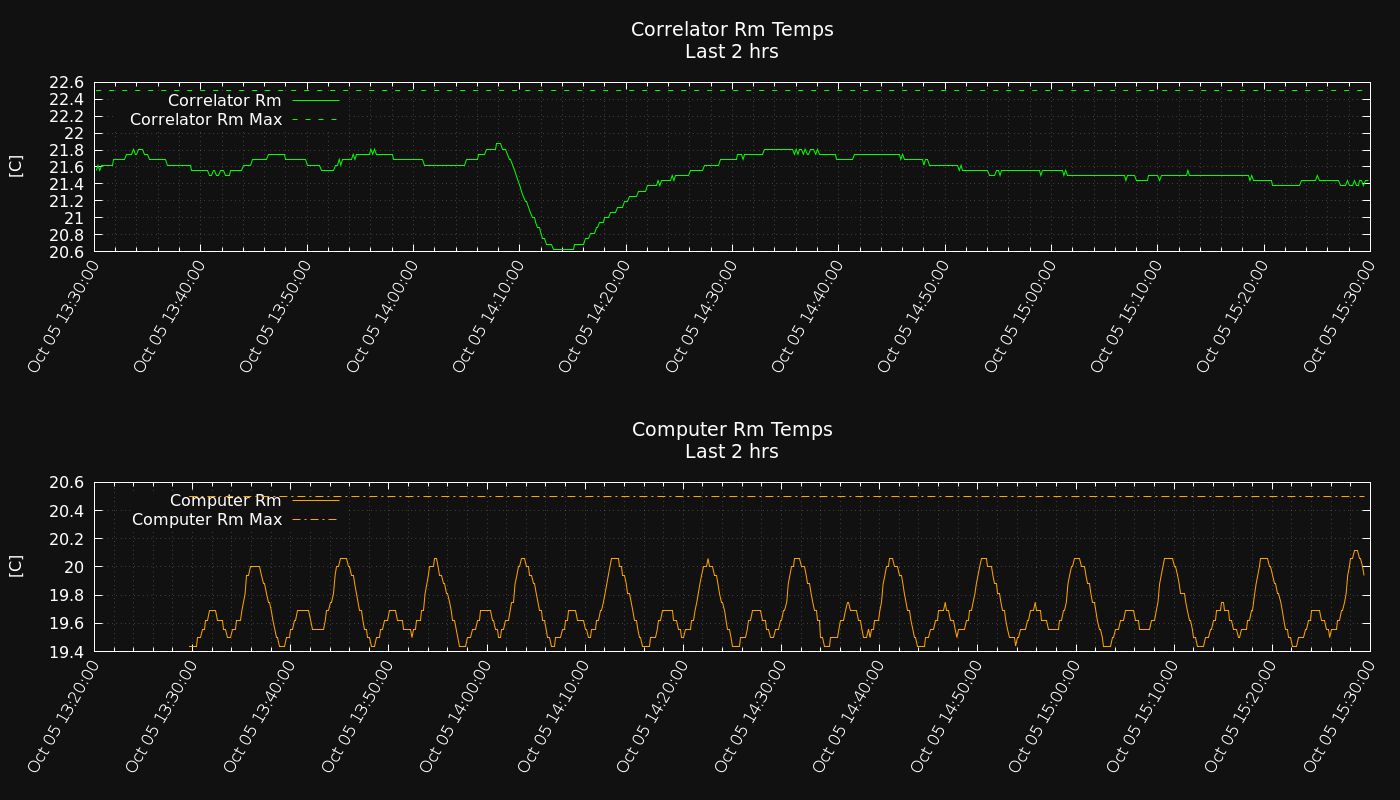 Correlator Rm Temps
Last 2 hrs
22.6
22.4
22.2
22
21.8
21.6
21.4
21.2
21
20.8
20.6
[C]
Correlator Rm
Correlator Rm Max
Oct 05 13:30:00
Oct 05 13:40:00
Oct 05 13:50:00
Oct 05 14:00:00
Oct 05 14:10:00
Oct 05 14:20:00
Oct 05 14:30:00
Oct 05 14:40:00
Oct 05 14:50:00
Oct 05 15:00:00
Oct 05 15:10:00
Oct 05 15:20:00
Oct 05 15:30:00
Computer Rm Temps
Last 2 hrs
20.6
20.4
20.2
20
19.8
19.6
19.4
[C]
Computer Rm
Computer Rm Max
Oct 05 13:20:00
Oct 05 13:30:00
Oct 05 13:40:00
Oct 05 13:50:00
Oct 05 14:00:00
Oct 05 14:10:00
Oct 05 14:20:00
Oct 05 14:30:00
Oct 05 14:40:00
Oct 05 14:50:00
Oct 05 15:00:00
Oct 05 15:10:00
Oct 05 15:20:00
Oct 05 15:30:00